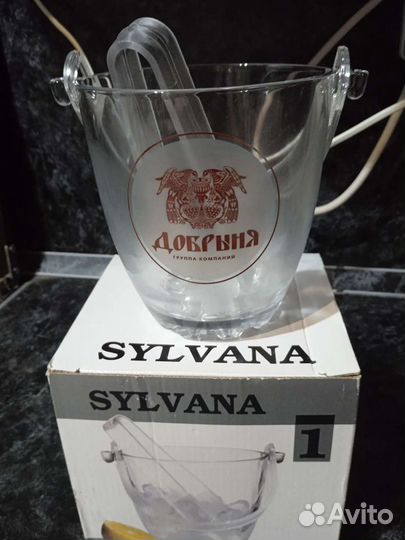 ДОБРЫНЯ
ГРУППА КОМПАНИЙ
SYLVANA
SYLVANA
1
Avito